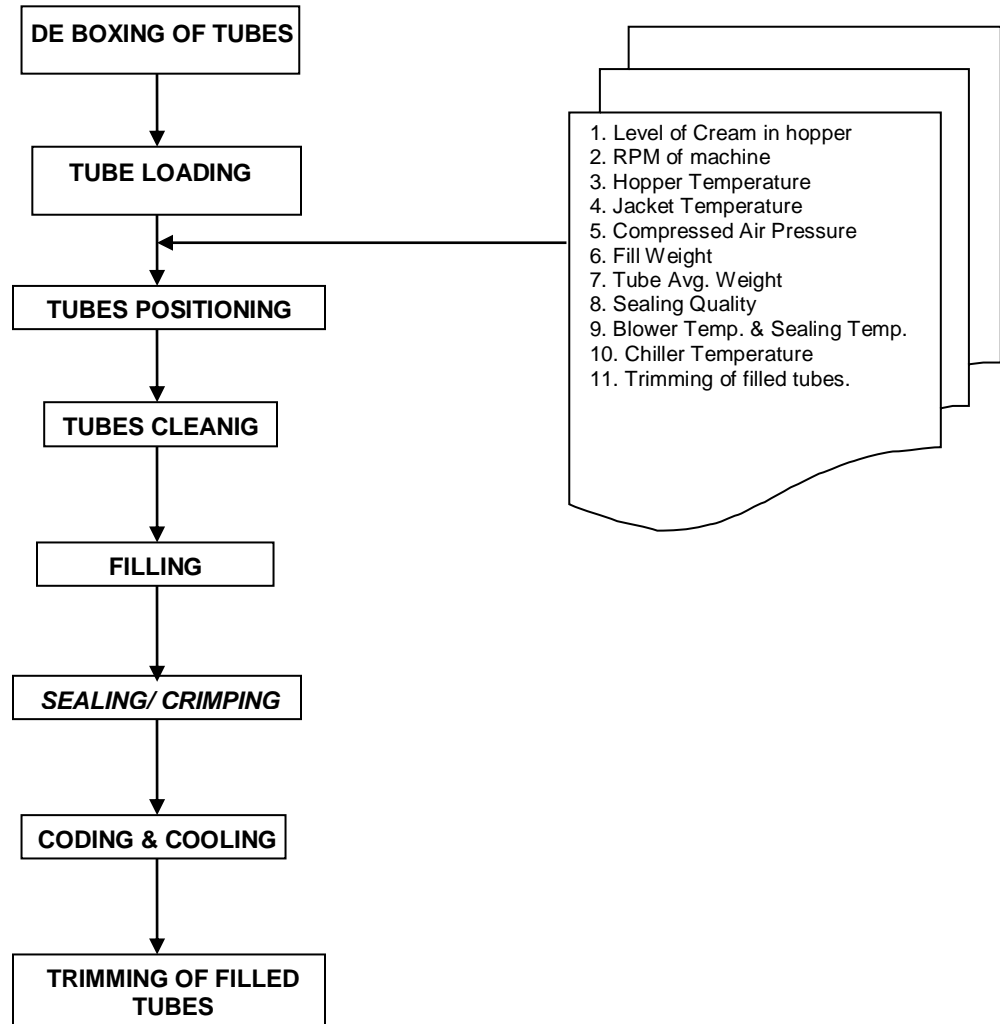 DE BOXING OF TUBES
TUBE LOADING
TUBES POSITIONING
TUBES CLEANIG
FILLING
SEALING/ CRIMPING
CODING & COOLING
TRIMMING OF FILLED
TUBES
1. Level of Cream in hopper
2. RPM of machine
3. Hopper Temperature
4. Jacket Temperature
5. Compressed Air Pressure
6. Fill Weight
7. Tube Avg. Weight
8. Sealing Quality
9. Blower Temp. & Sealing Temp.
10. Chiller Temperature
11. Trimming of filled tubes.